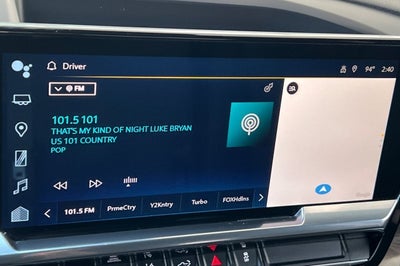 Driver
94° 2:40
FM
101.5 101
THAT'S MY KIND OF NIGHT LUKE BRYAN
US 101 COUNTRY
POP
101.5 FM PrmeCtry Y2Kntry Turbo FOXHdlns